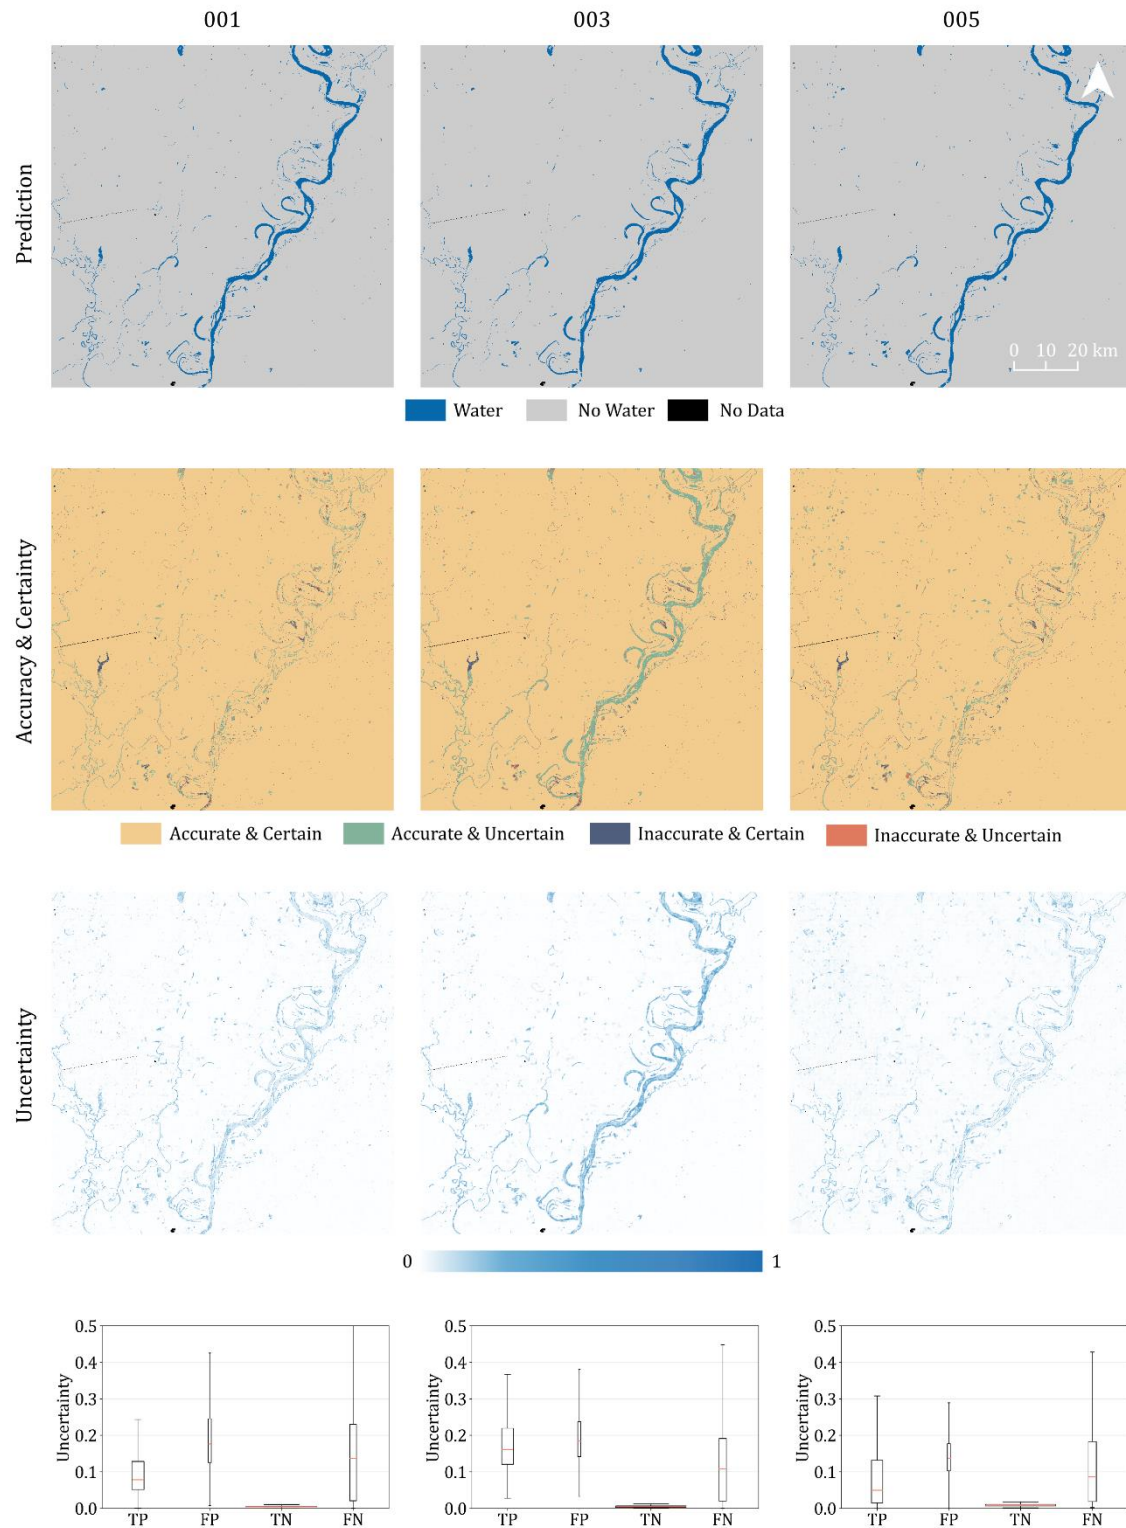 001 003 005
Prediction
0 10 20 km
Water No Water No Data
Accuracy & Certainty
Accurate & Certain Accurate & Uncertain Inaccurate & Certain Inaccurate & Uncertain
Uncertainty
0 1
Uncertainty
0.5
0.4
0.3
0.2
0.1
0.0
TP FP TN FN
Uncertainty
0.5
0.4
0.3
0.2
0.1
0.0
TP FP TN FN
Uncertainty
0.5
0.4
0.3
0.2
0.1
0.0
TP FP TN FN